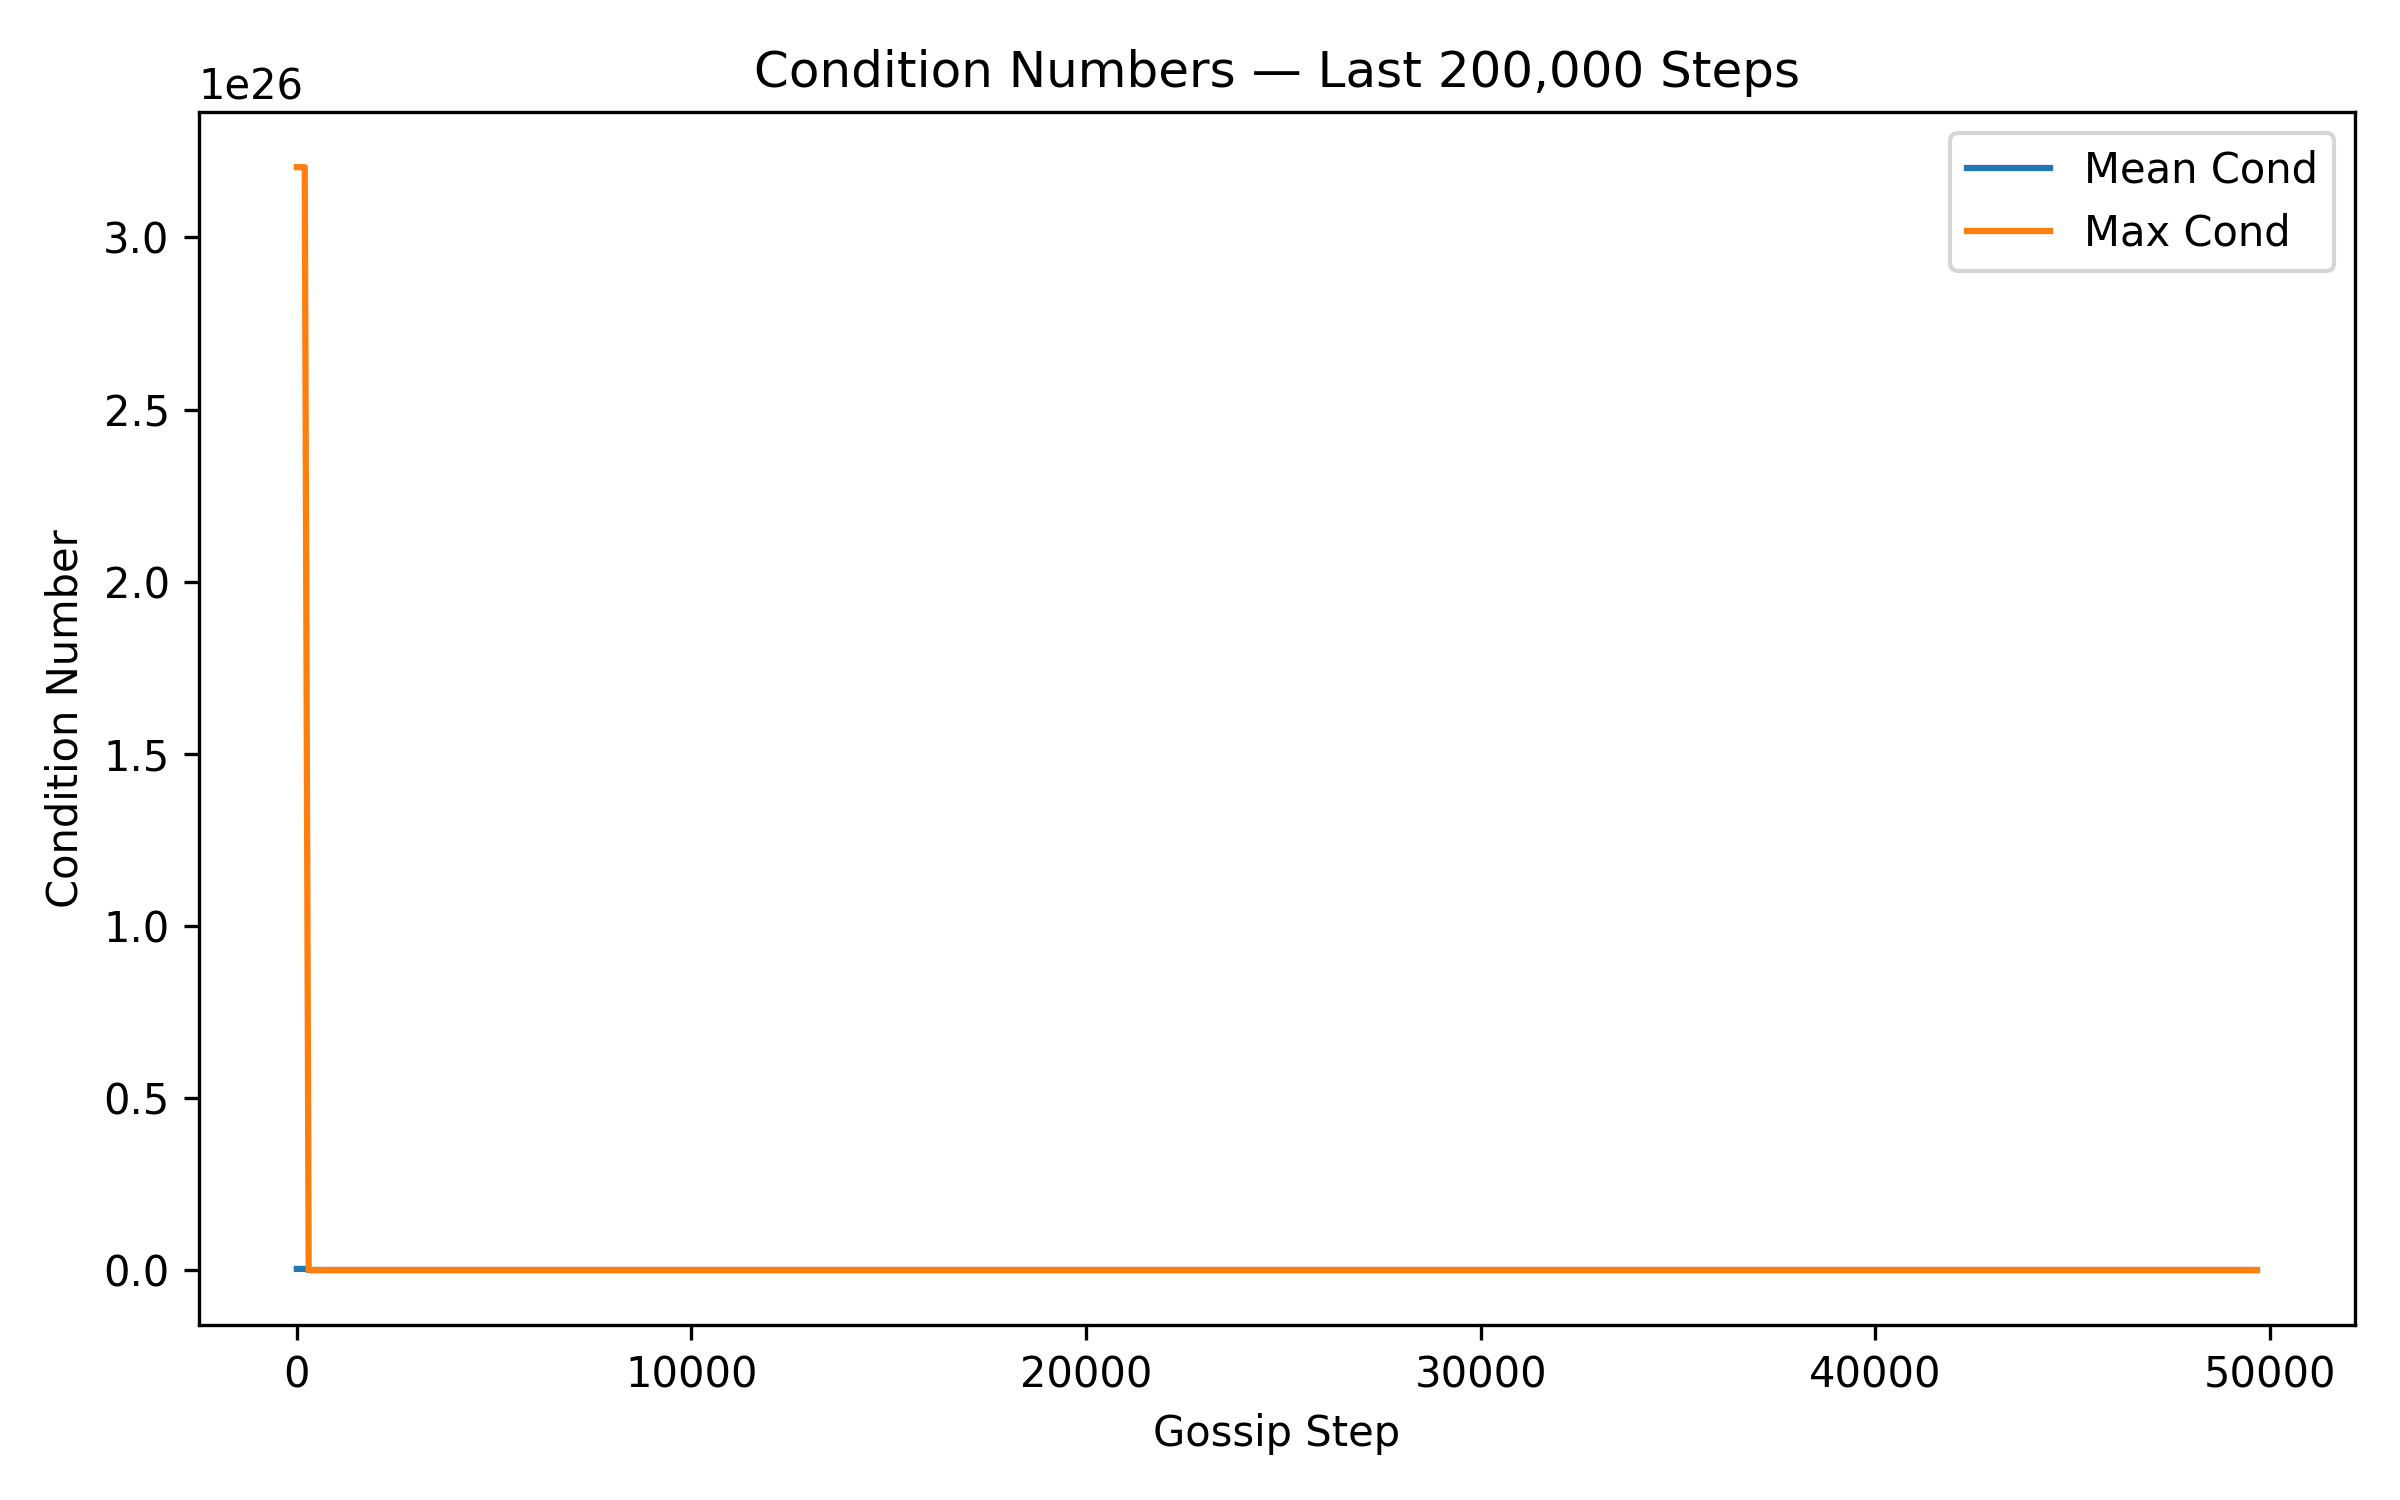 Condition Numbers — Last 200,000 Steps
1e26
Mean Cond
Max Cond
3.0
2.5
2.0
1.5
1.0
0.5
0.0
Condition Number
0 10000 20000 30000 40000 50000
Gossip Step